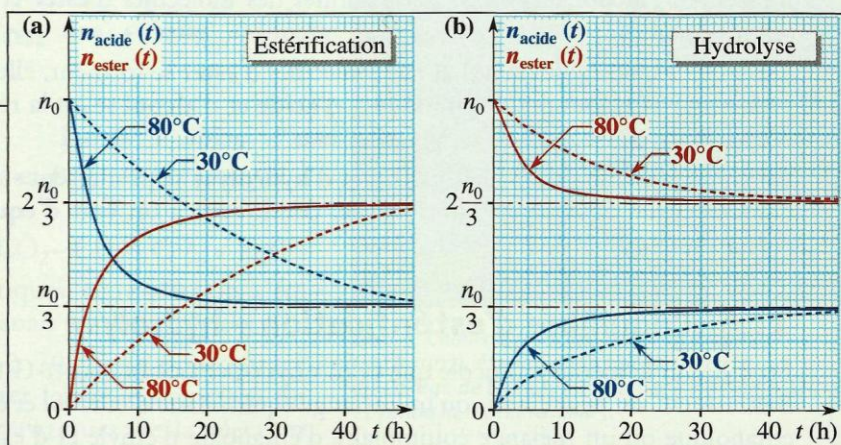 (a)
n_acide (t)
n_ester (t)
Estérification
n₀
80°C
30°C
2 n₀/3
n₀/3
30°C
80°C
0
0 10 20 30 40 t (h)
(b)
n_acide (t)
n_ester (t)
Hydrolyse
n₀
80°C
30°C
2 n₀/3
n₀/3
30°C
80°C
0
0 10 20 30 40 t (h)